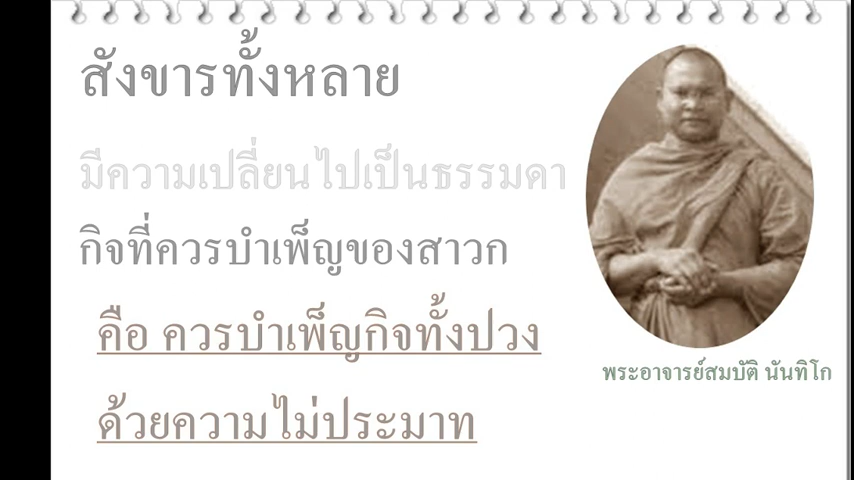 สังขารทั้งหลาย
มีความเปลี่ยนไปเป็นธรรมดา
กิจที่ควรบำเพ็ญของสาวก
คือ ควรบำเพ็ญกิจทั้งปวง
ด้วยความไม่ประมาท
พระอาจารย์สมบัติ นันทิโก